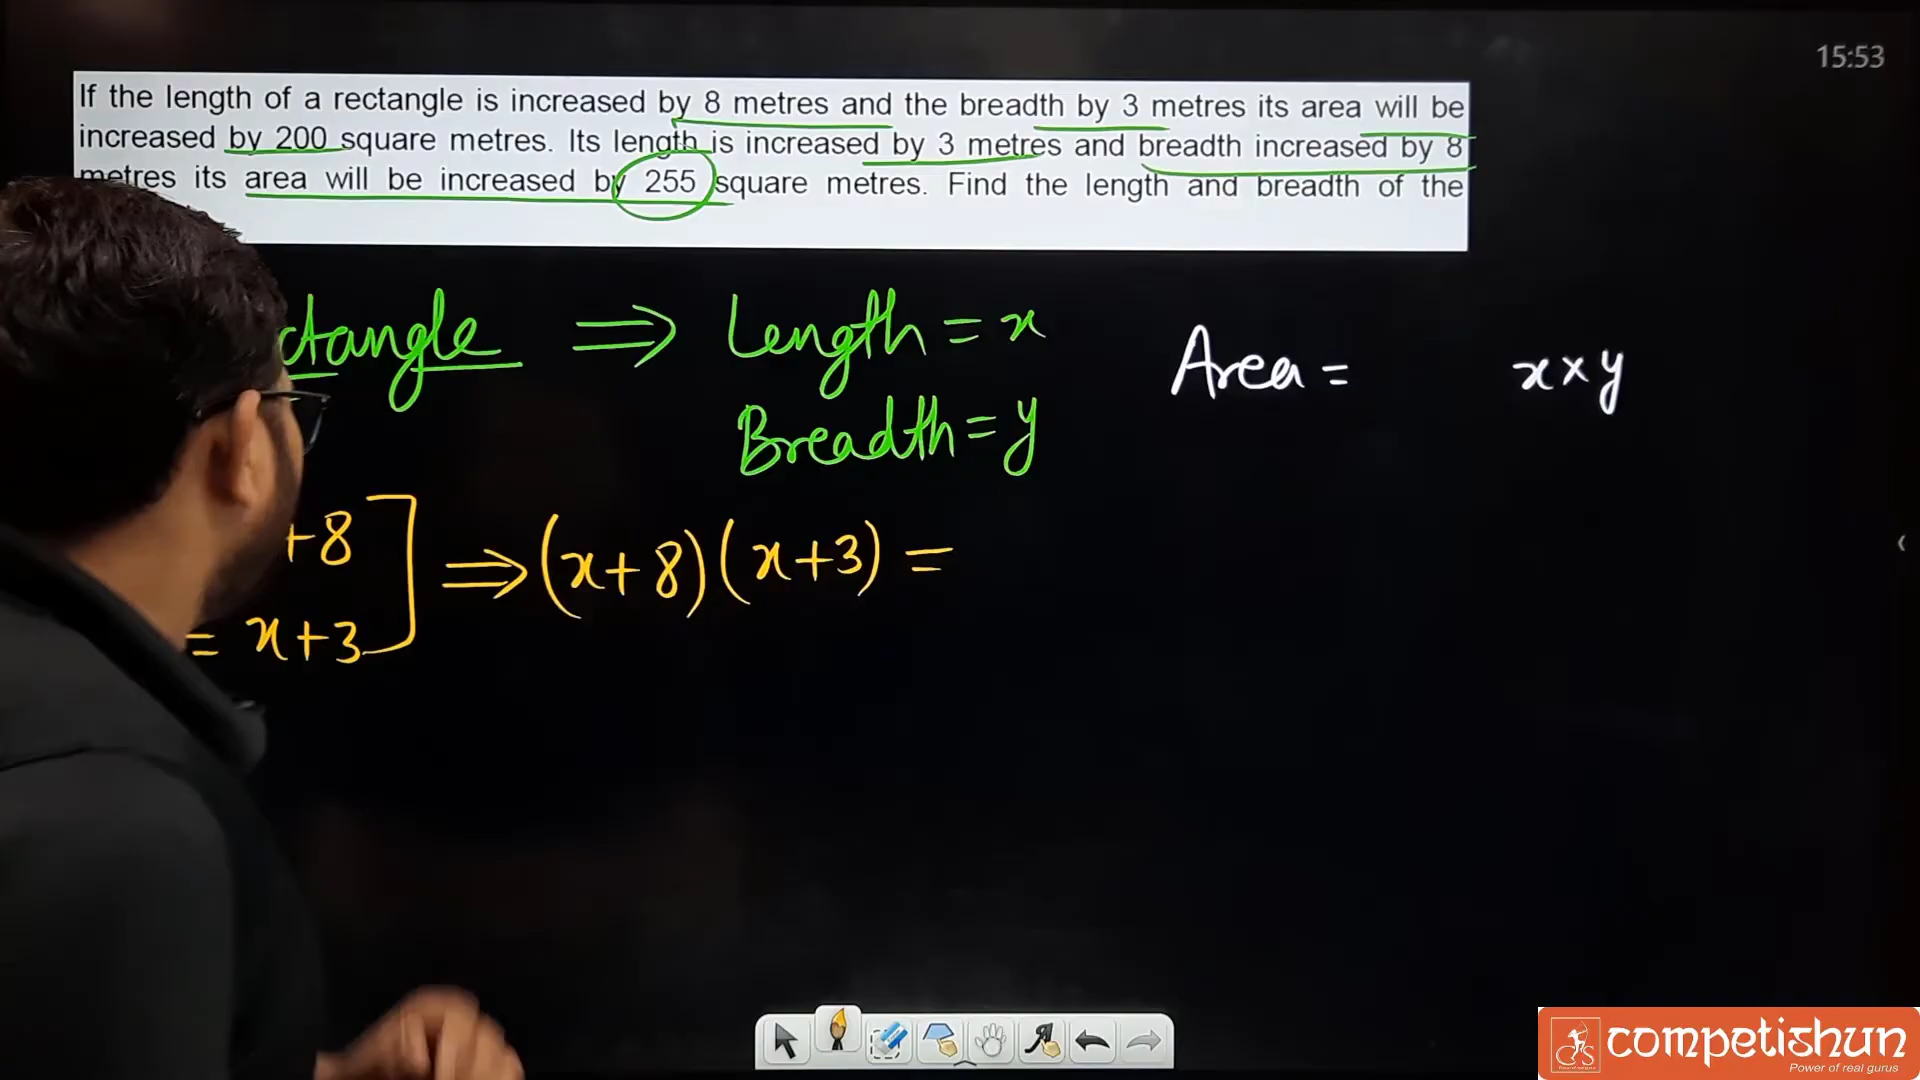 15:53
If the length of a rectangle is increased by 8 metres and the breadth by 3 metres its area will be
increased by 200 square metres. Its length is increased by 3 metres and breadth increased by 8
metres its area will be increased by 255 square metres. Find the length and breadth of the
ctangle ⟹ Length = x
Breadth = y
Area = x × y
+8
= x+3
⟹ (x+8)(x+3) =
competishun
Power of real gurus